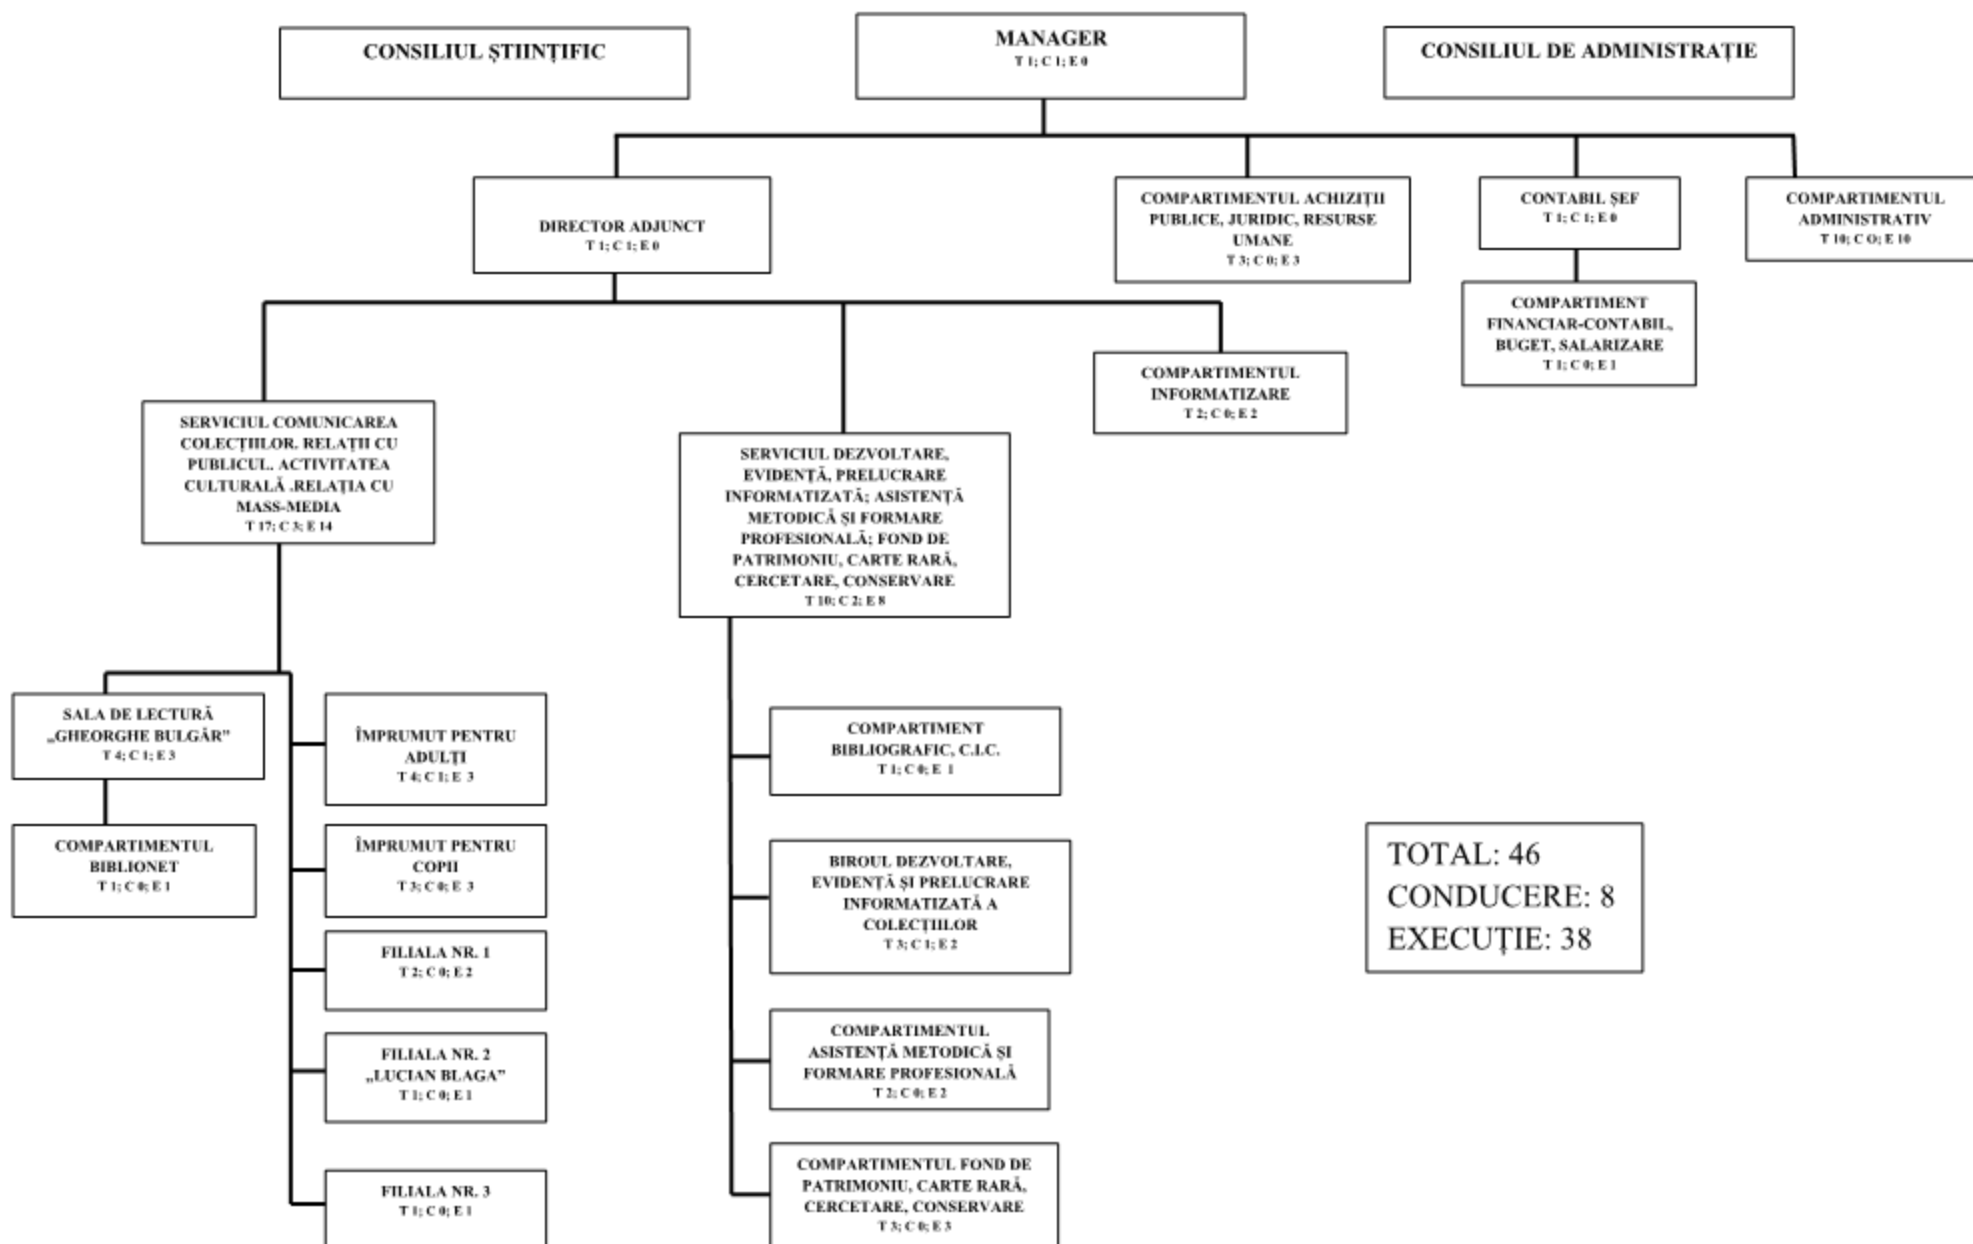 CONSILIUL ȘTIINȚIFIC
MANAGER
T 1; C 1; E 0
CONSILIUL DE ADMINISTRAȚIE
DIRECTOR ADJUNCT
T 1; C 1; E 0
COMPARTIMENTUL ACHIZIȚII
PUBLICE, JURIDIC, RESURSE
UMANE
T 3; C 0; E 3
CONTABIL ȘEF
T 1; C 1; E 0
COMPARTIMENTUL
ADMINISTRATIV
T 10; C O; E 10
COMPARTIMENT
FINANCIAR-CONTABIL,
BUGET, SALARIZARE
T 1; C 0; E 1
COMPARTIMENTUL
INFORMATIZARE
T 2; C 0; E 2
SERVICIUL COMUNICAREA
COLECȚIILOR. RELAȚII CU
PUBLICUL. ACTIVITATEA
CULTURALĂ .RELAȚIA CU
MASS-MEDIA
T 17; C 3; E 14
SERVICIUL DEZVOLTARE,
EVIDENȚĂ, PRELUCRARE
INFORMATIZATĂ; ASISTENȚĂ
METODICĂ ȘI FORMARE
PROFESIONALĂ; FOND DE
PATRIMONIU, CARTE RARĂ,
CERCETARE, CONSERVARE
T 10; C 2; E 8
SALA DE LECTURĂ
„GHEORGHE BULGĂR”
T 4; C 1; E 3
COMPARTIMENTUL
BIBLIONET
T 1; C 0; E 1
ÎMPRUMUT PENTRU
ADULȚI
T 4; C 1; E 3
ÎMPRUMUT PENTRU
COPII
T 3; C 0; E 3
FILIALA NR. 1
T 2; C 0; E 2
FILIALA NR. 2
„LUCIAN BLAGA”
T 1; C 0; E 1
FILIALA NR. 3
T 1; C 0; E 1
COMPARTIMENT
BIBLIOGRAFIC, C.I.C.
T 1; C 0; E 1
BIROUL DEZVOLTARE,
EVIDENȚĂ ȘI PRELUCRARE
INFORMATIZATĂ A
COLECȚIILOR
T 3; C 1; E 2
COMPARTIMENTUL
ASISTENȚĂ METODICĂ ȘI
FORMARE PROFESIONALĂ
T 2; C 0; E 2
COMPARTIMENTUL FOND DE
PATRIMONIU, CARTE RARĂ,
CERCETARE, CONSERVARE
T 3; C 0; E 3
TOTAL: 46
CONDUCERE: 8
EXECUȚIE: 38